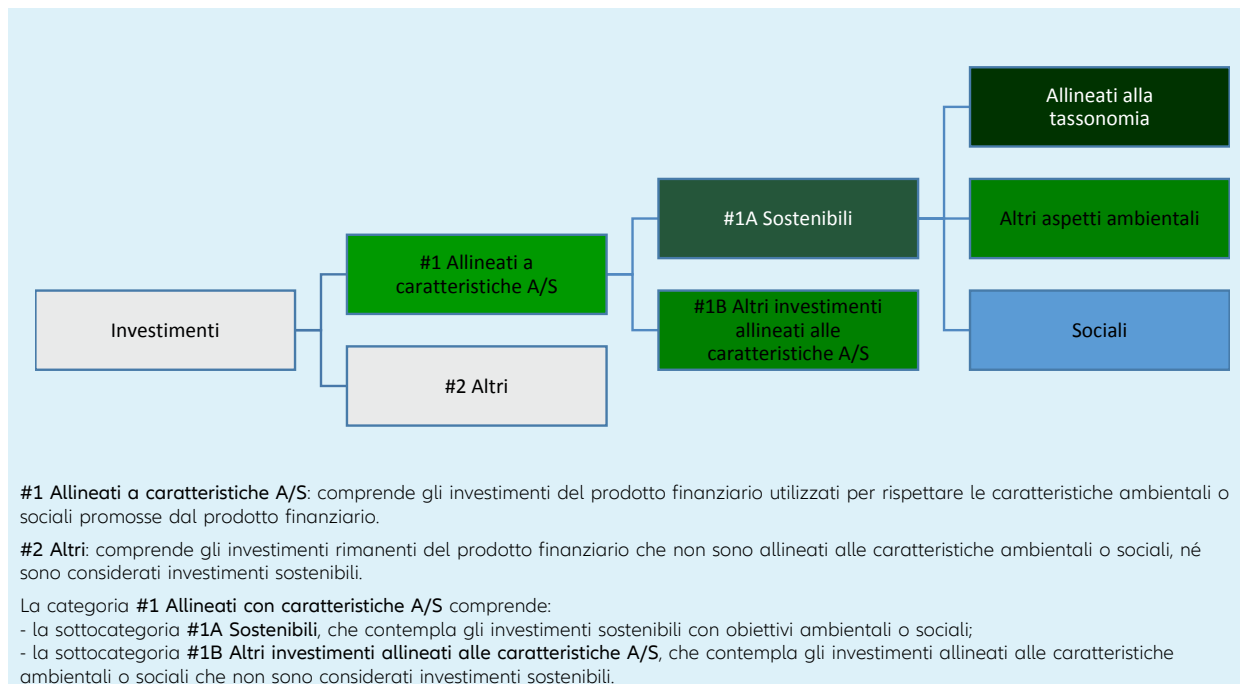 Allineati alla
tassonomia
#1A Sostenibili
Altri aspetti ambientali
#1 Allineati a
caratteristiche A/S
#1B Altri investimenti
allineati alle
caratteristiche A/S
Investimenti
Sociali
#2 Altri
#1 Allineati a caratteristiche A/S: comprende gli investimenti del prodotto finanziario utilizzati per rispettare le caratteristiche ambientali o
sociali promosse dal prodotto finanziario.
#2 Altri: comprende gli investimenti rimanenti del prodotto finanziario che non sono allineati alle caratteristiche ambientali o sociali, né
sono considerati investimenti sostenibili.
La categoria #1 Allineati con caratteristiche A/S comprende:
- la sottocategoria #1A Sostenibili, che contempla gli investimenti sostenibili con obiettivi ambientali o sociali;
- la sottocategoria #1B Altri investimenti allineati alle caratteristiche A/S, che contempla gli investimenti allineati alle caratteristiche
ambientali o sociali che non sono considerati investimenti sostenibili.